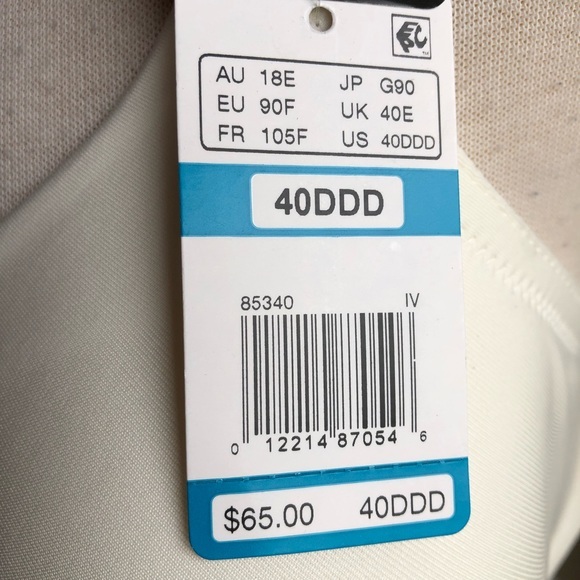 AU 18E JP G90
EU 90F UK 40E
FR 105F US 40DDD
40DDD
85340 IV
0 12214 87054 6
$65.00 40DDD